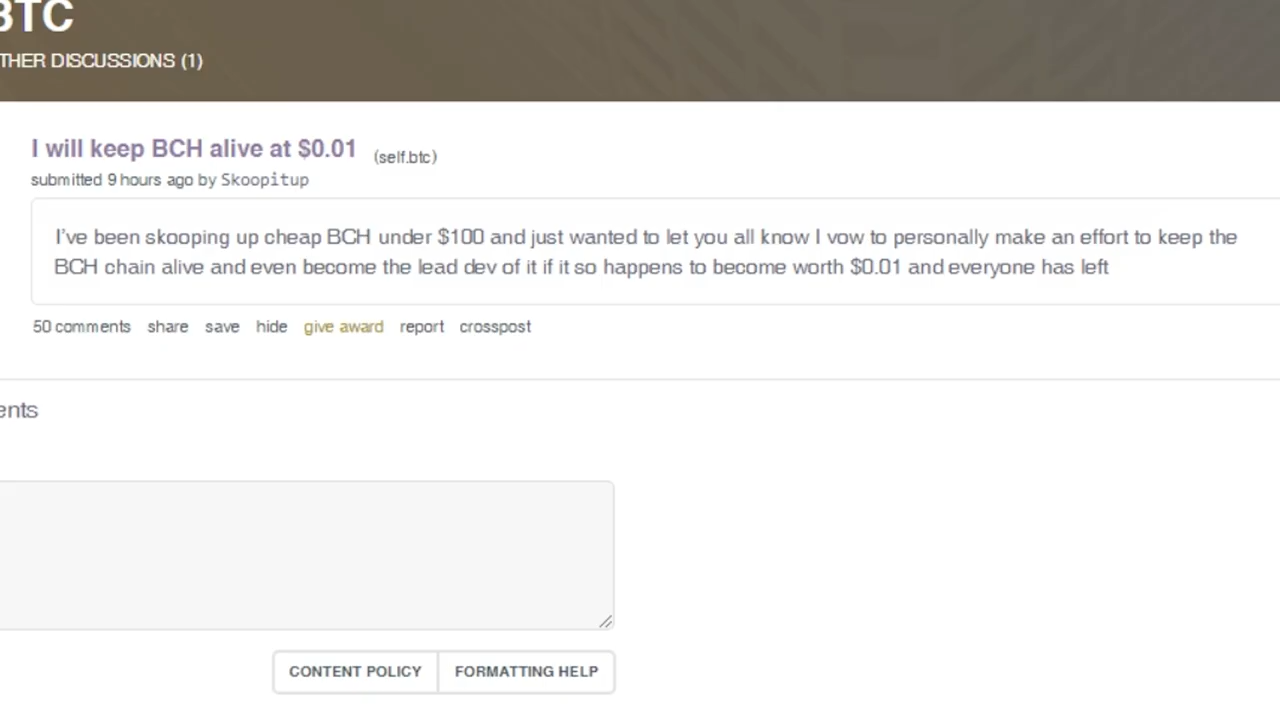 BTC
THER DISCUSSIONS (1)
I will keep BCH alive at $0.01 (self.btc)
submitted 9 hours ago by Skoopitup
I've been skooping up cheap BCH under $100 and just wanted to let you all know I vow to personally make an effort to keep the
BCH chain alive and even become the lead dev of it if it so happens to become worth $0.01 and everyone has left
50 comments share save hide give award report crosspost
ents
CONTENT POLICY FORMATTING HELP